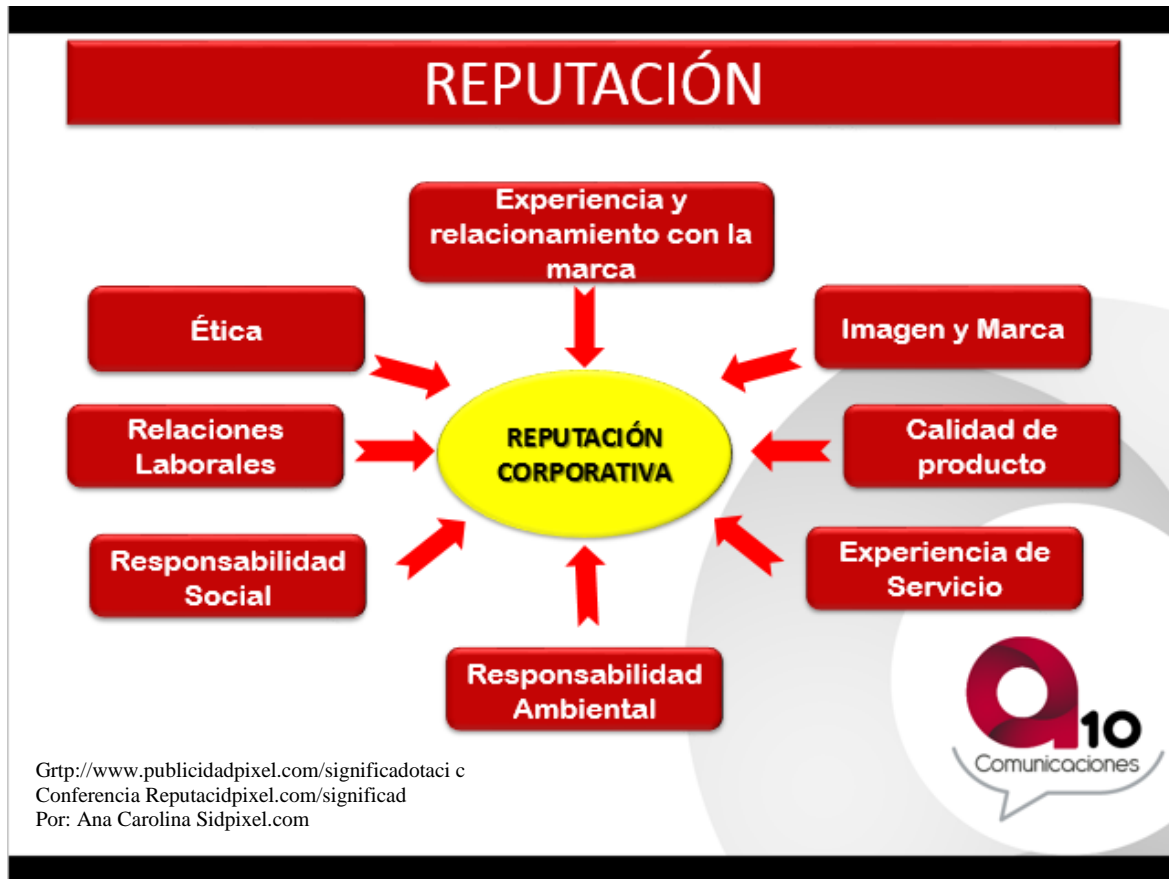 REPUTACIÓN
Experiencia y
relacionamiento con la
marca
Ética
Imagen y Marca
Relaciones
Laborales
REPUTACIÓN
CORPORATIVA
Calidad de
producto
Responsabilidad
Social
Experiencia de
Servicio
Responsabilidad
Ambiental
a10
Comunicaciones
Grtp://www.publicidadpixel.com/significadotaci c
Conferencia Reputacidpixel.com/significad
Por: Ana Carolina Sidpixel.com